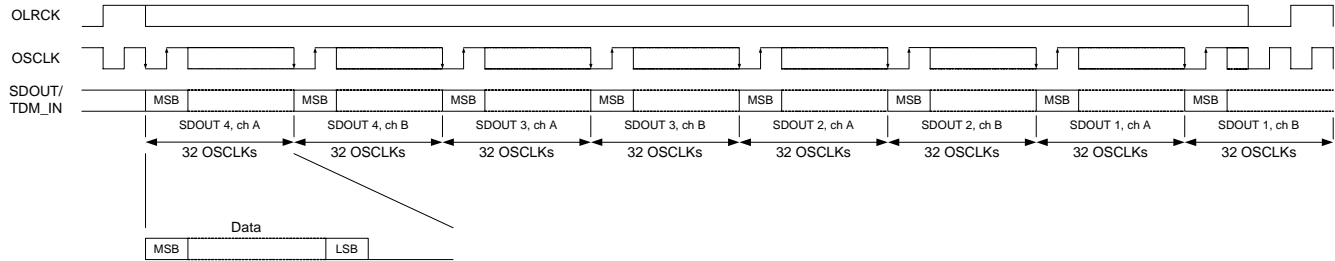 OLRCK
OSCLK
SDOUT/
TDM_IN
MSB MSB MSB MSB MSB MSB MSB MSB
SDOUT 4, ch A SDOUT 4, ch B SDOUT 3, ch A SDOUT 3, ch B SDOUT 2, ch A SDOUT 2, ch B SDOUT 1, ch A SDOUT 1, ch B
32 OSCLKs 32 OSCLKs 32 OSCLKs 32 OSCLKs 32 OSCLKs 32 OSCLKs 32 OSCLKs 32 OSCLKs
Data
MSB LSB